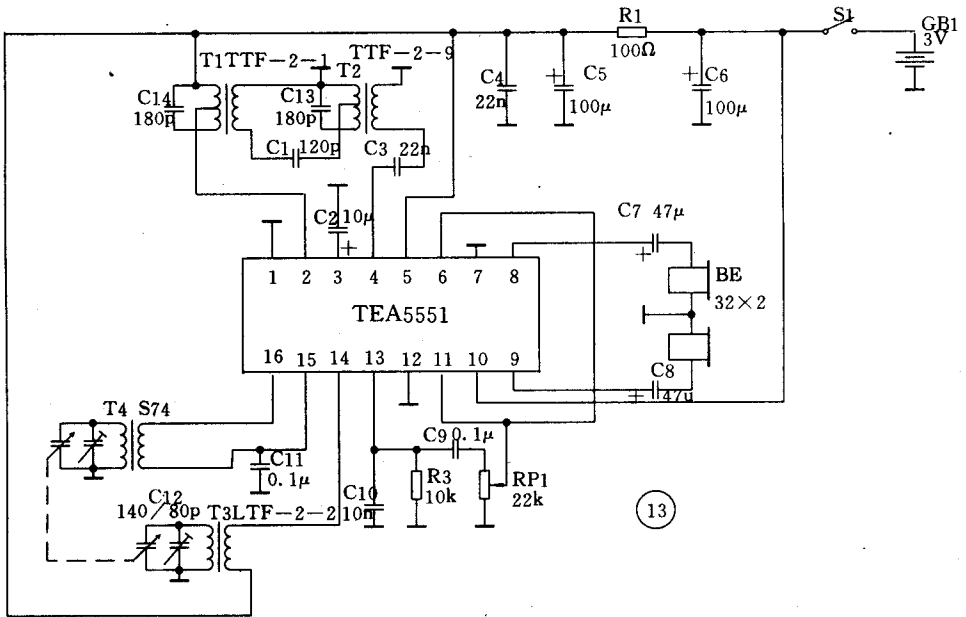 R1
100Ω
S1
GB1
3V
T1TTF-2-1
TTF-2-9
T2
C14
180p
C13
180p
C4
22n
C5
100μ
C6
100μ
C1 120p
C3 22n
C2 10μ
C7 47μ
1 2 3 4 5 6 7 8
TEA5551
BE
32×2
16 15 14 13 12 11 10 9
C8
47μ
T4 S74
C9 0.1μ
C11
0.1μ
R3
10k
RP1
22k
C10
10n
C12
140/80p
T3LTF-2-2
13